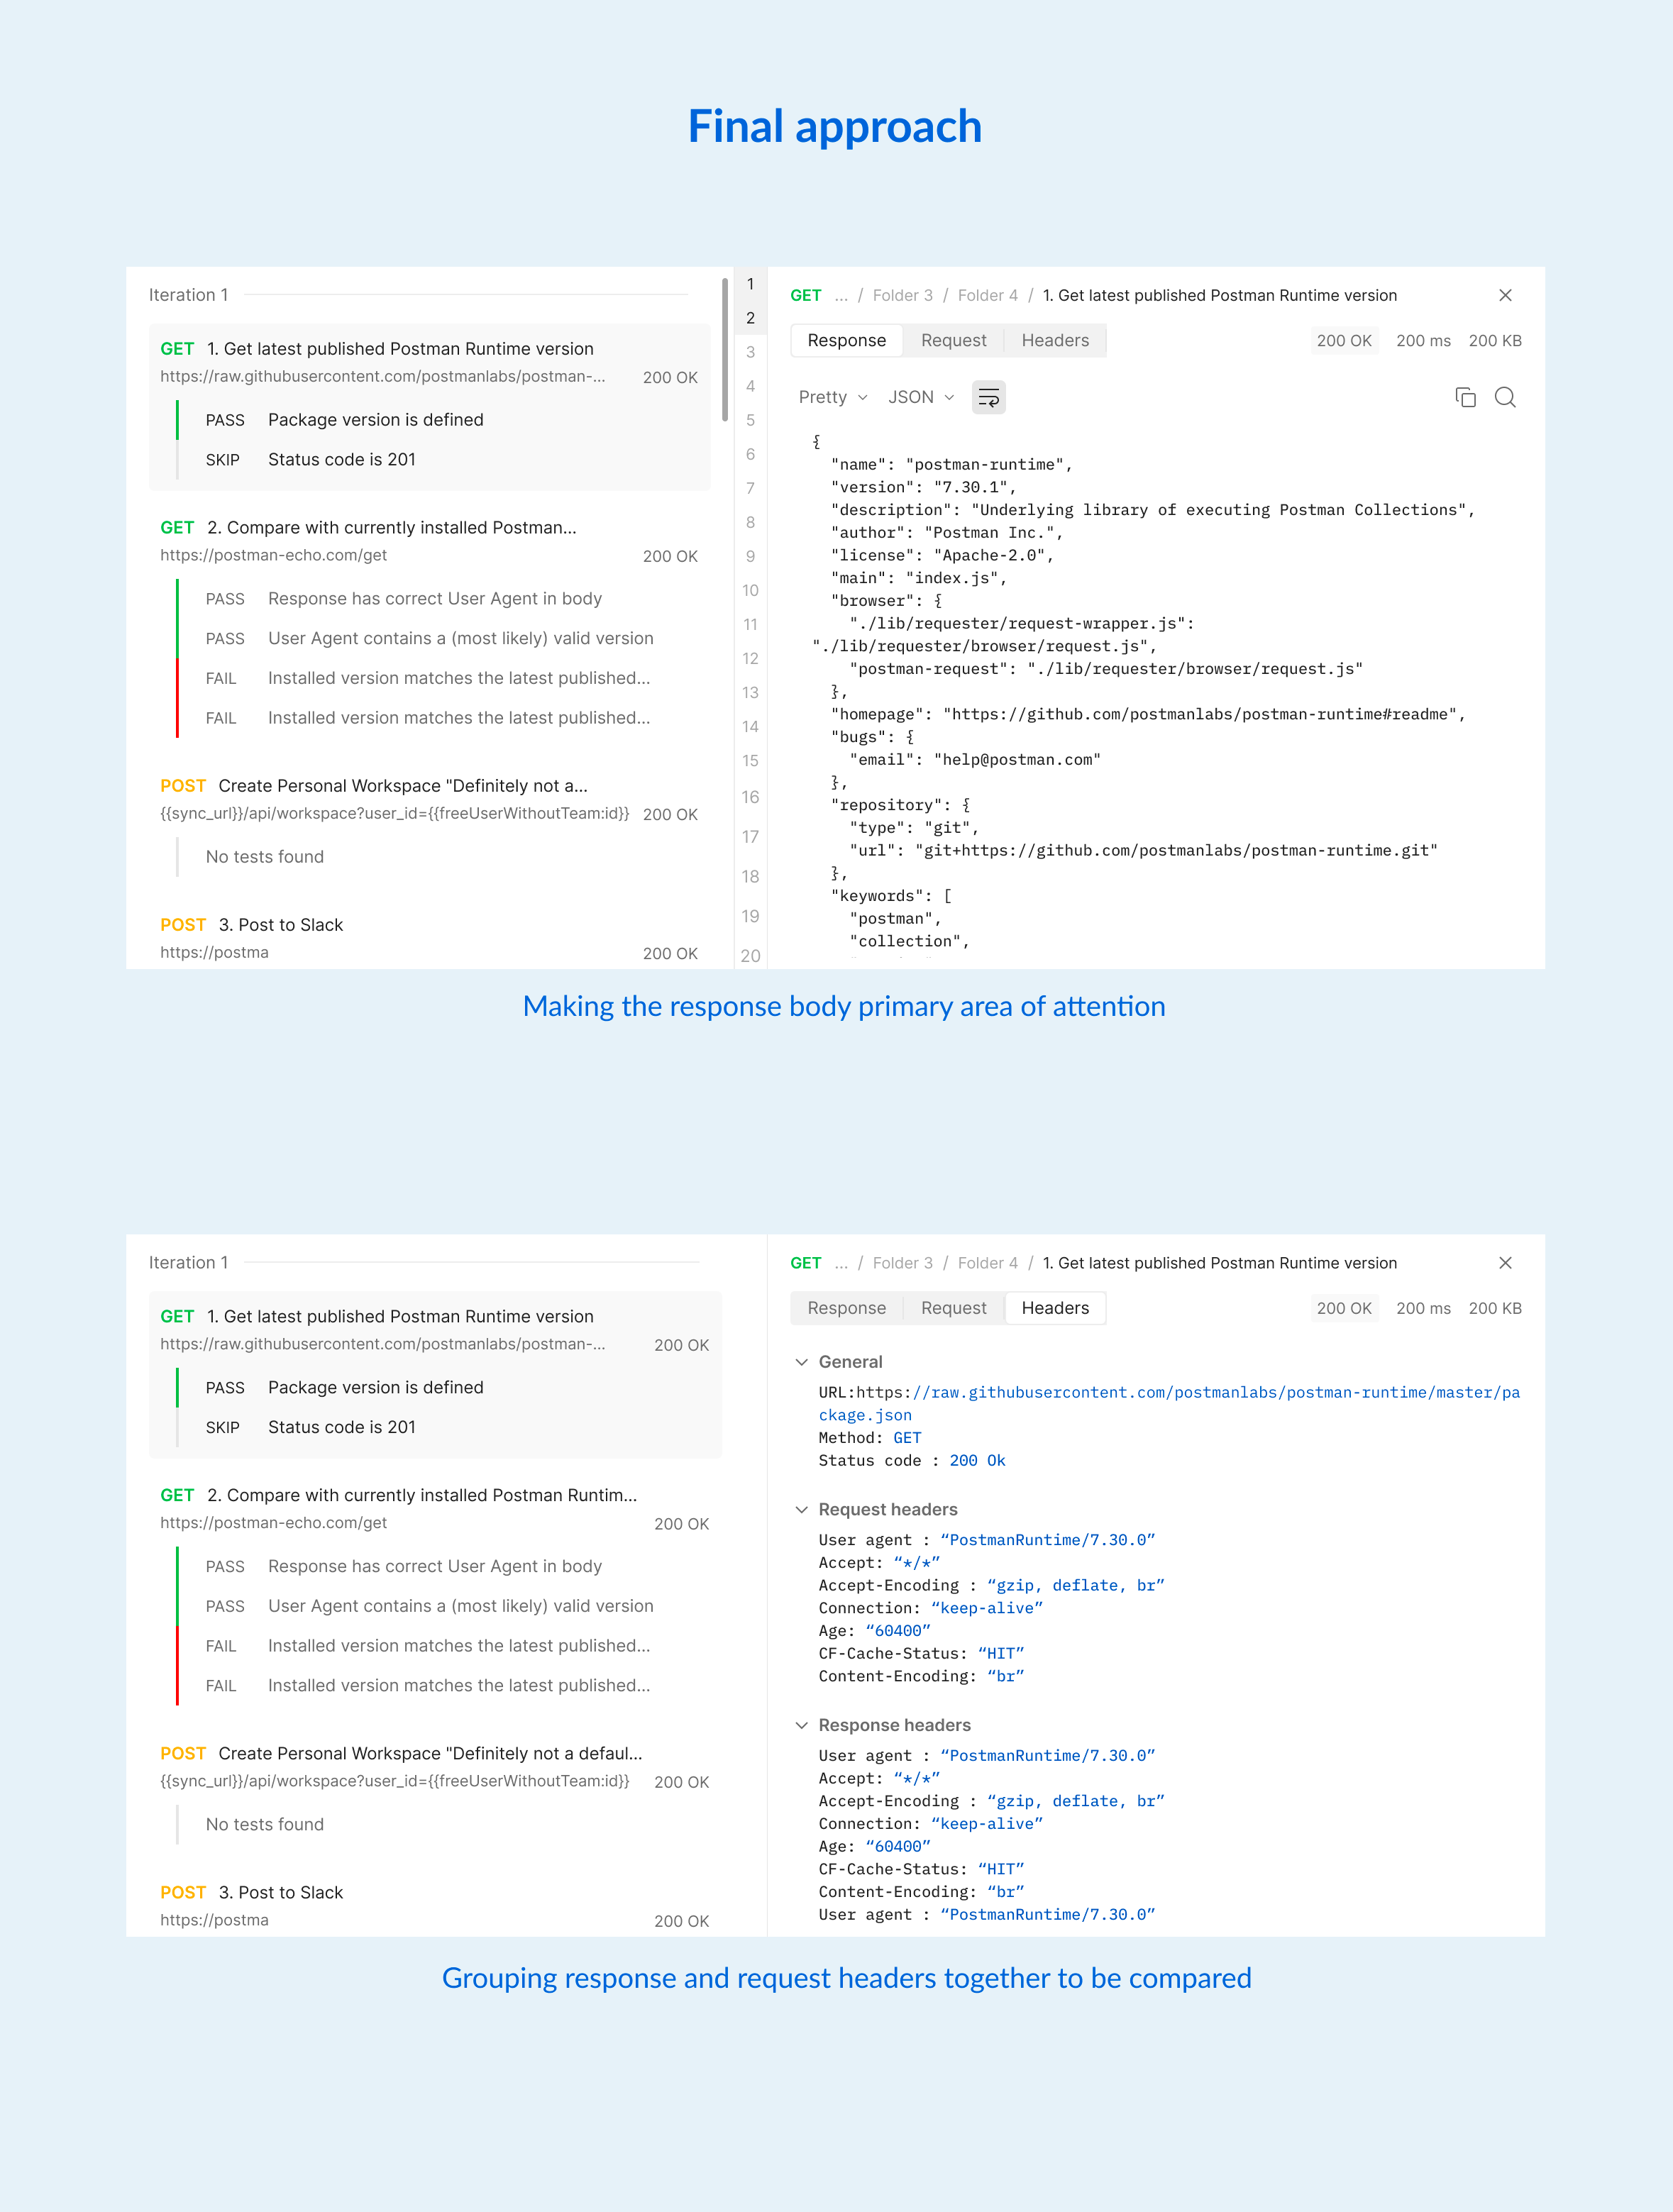 Final approach
Iteration 1
GET 1. Get latest published Postman Runtime version
https://raw.githubusercontent.com/postmanlabs/postman-... 200 OK
PASS Package version is defined
SKIP Status code is 201
GET 2. Compare with currently installed Postman...
https://postman-echo.com/get 200 OK
PASS Response has correct User Agent in body
PASS User Agent contains a (most likely) valid version
FAIL Installed version matches the latest published...
FAIL Installed version matches the latest published...
POST Create Personal Workspace "Definitely not a...
{{sync_url}}/api/workspace?user_id={{freeUserWithoutTeam:id}} 200 OK
No tests found
POST 3. Post to Slack
https://postma 200 OK
1
2
3
4
5
6
7
8
9
10
11
12
13
14
15
16
17
18
19
20
GET ... / Folder 3 / Folder 4 / 1. Get latest published Postman Runtime version
Response Request Headers 200 OK 200 ms 200 KB
Pretty JSON
{
"name": "postman-runtime",
"version": "7.30.1",
"description": "Underlying library of executing Postman Collections",
"author": "Postman Inc.",
"license": "Apache-2.0",
"main": "index.js",
"browser": {
"./lib/requester/request-wrapper.js":
"./lib/requester/browser/request.js",
"postman-request": "./lib/requester/browser/request.js"
},
"homepage": "https://github.com/postmanlabs/postman-runtime#readme",
"bugs": {
"email": "help@postman.com"
},
"repository": {
"type": "git",
"url": "git+https://github.com/postmanlabs/postman-runtime.git"
},
"keywords": [
"postman",
"collection",
Making the response body primary area of attention
Iteration 1
GET 1. Get latest published Postman Runtime version
https://raw.githubusercontent.com/postmanlabs/postman-... 200 OK
PASS Package version is defined
SKIP Status code is 201
GET 2. Compare with currently installed Postman Runtim...
https://postman-echo.com/get 200 OK
PASS Response has correct User Agent in body
PASS User Agent contains a (most likely) valid version
FAIL Installed version matches the latest published...
FAIL Installed version matches the latest published...
POST Create Personal Workspace "Definitely not a defaul...
{{sync_url}}/api/workspace?user_id={{freeUserWithoutTeam:id}} 200 OK
No tests found
POST 3. Post to Slack
https://postma 200 OK
GET ... / Folder 3 / Folder 4 / 1. Get latest published Postman Runtime version
Response Request Headers 200 OK 200 ms 200 KB
General
URL:https://raw.githubusercontent.com/postmanlabs/postman-runtime/master/pa
ckage.json
Method: GET
Status code : 200 Ok
Request headers
User agent : “PostmanRuntime/7.30.0”
Accept: “*/*”
Accept-Encoding : “gzip, deflate, br”
Connection: “keep-alive”
Age: “60400”
CF-Cache-Status: “HIT”
Content-Encoding: “br”
Response headers
User agent : “PostmanRuntime/7.30.0”
Accept: “*/*”
Accept-Encoding : “gzip, deflate, br”
Connection: “keep-alive”
Age: “60400”
CF-Cache-Status: “HIT”
Content-Encoding: “br”
User agent : “PostmanRuntime/7.30.0”
Grouping response and request headers together to be compared